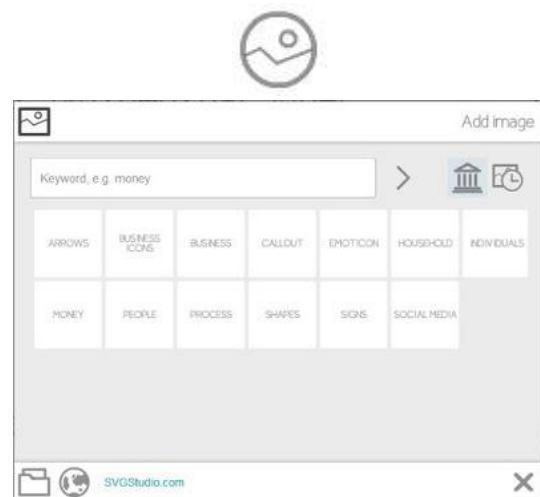 Add image
Keyword, e.g. money
ARROWS
BUSINESS
ICONS
BUSINESS
CALLOUT
EMOTICON
HOUSEHOLD
INDIVIDUALS
MONEY
PEOPLE
PROCESS
SHAPES
SIGNS
SOCIAL MEDIA
SVGStudio.com